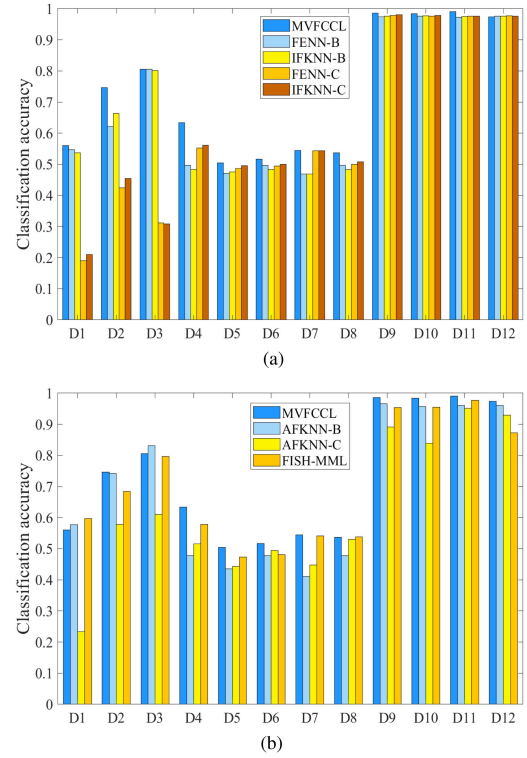 1
0.9
0.8
0.7
0.6
0.5
0.4
0.3
0.2
0.1
0
Classification accuracy
MVFCCL
FENN-B
IFKNN-B
FENN-C
IFKNN-C
D1 D2 D3 D4 D5 D6 D7 D8 D9 D10 D11 D12
(a)
1
0.9
0.8
0.7
0.6
0.5
0.4
0.3
0.2
0.1
0
Classification accuracy
MVFCCL
AFKNN-B
AFKNN-C
FISH-MML
D1 D2 D3 D4 D5 D6 D7 D8 D9 D10 D11 D12
(b)